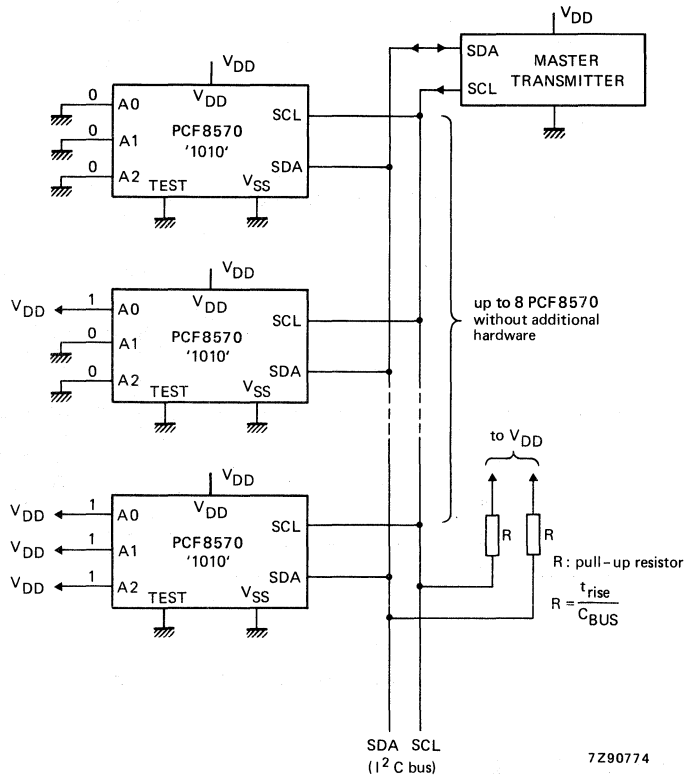 VDD
SDA
MASTER
TRANSMITTER
SCL
VDD
VDD
0 A0
0 A1
0 A2
PCF8570
'1010'
SCL
SDA
TEST
VSS
VDD
VDD
VDD 1 A0
0 A1
0 A2
PCF8570
'1010'
SCL
SDA
TEST
VSS
up to 8 PCF8570
without additional
hardware
to VDD
VDD
VDD
VDD 1 A0
VDD 1 A1
VDD 1 A2
PCF8570
'1010'
SCL
SDA
TEST
VSS
R
R
R : pull-up resistor
R = trise
CBUS
SDA SCL
(I² C bus)
7Z90774